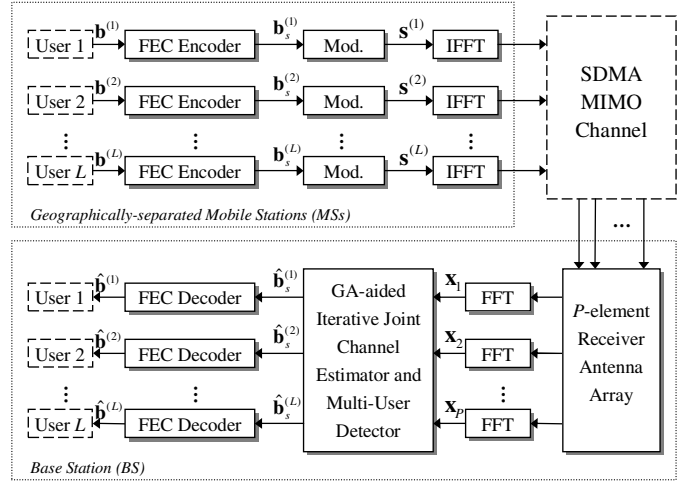 User 1 b^(1) FEC Encoder b_s^(1) Mod. s^(1) IFFT
User 2 b^(2) FEC Encoder b_s^(2) Mod. s^(2) IFFT
⋮ ⋮ ⋮ ⋮
User L b^(L) FEC Encoder b_s^(L) Mod. s^(L) IFFT
SDMA
MIMO
Channel
Geographically-separated Mobile Stations (MSs)
...
User 1 b̂^(1) FEC Decoder b̂_s^(1)
User 2 b̂^(2) FEC Decoder b̂_s^(2)
⋮ ⋮
User L b̂^(L) FEC Decoder b̂_s^(L)
GA-aided
Iterative Joint
Channel
Estimator and
Multi-User
Detector
x_1 FFT
x_2 FFT
⋮
x_P FFT
P-element
Receiver
Antenna
Array
Base Station (BS)